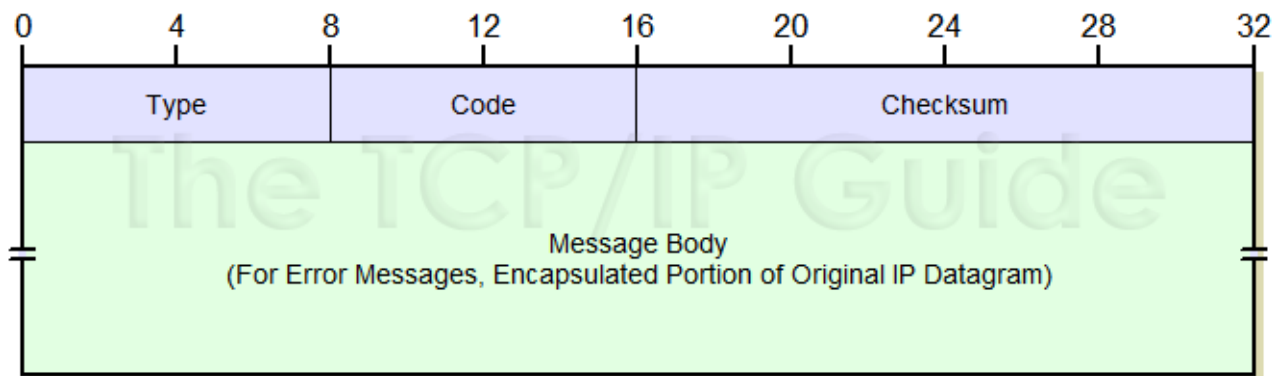 0 4 8 12 16 20 24 28 32
Type Code Checksum
The TCP/IP Guide
Message Body
(For Error Messages, Encapsulated Portion of Original IP Datagram)